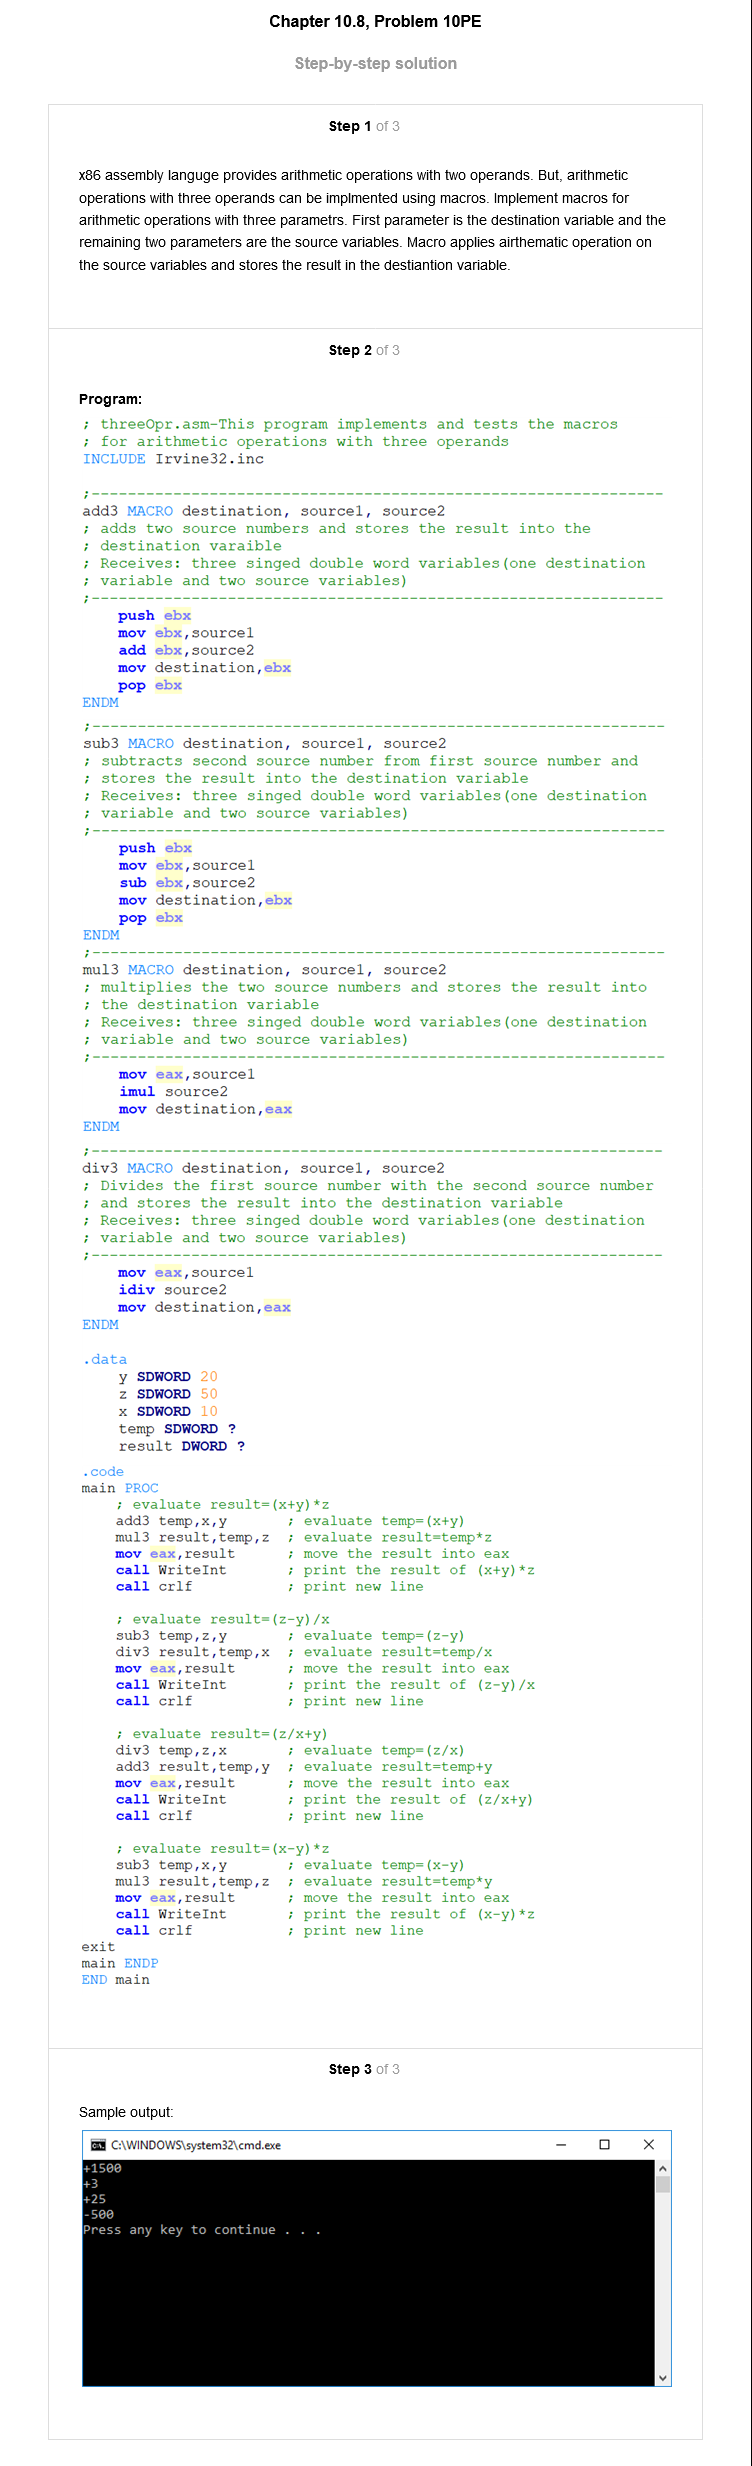 Chapter 10.8, Problem 10PE
Step-by-step solution
Step 1 of 3
x86 assembly languge provides arithmetic operations with two operands. But, arithmetic
operations with three operands can be implmented using macros. Implement macros for
arithmetic operations with three parametrs. First parameter is the destination variable and the
remaining two parameters are the source variables. Macro applies airthematic operation on
the source variables and stores the result in the destiantion variable.
Step 2 of 3
Program:
; threeOpr.asm-This program implements and tests the macros
; for arithmetic operations with three operands
INCLUDE Irvine32.inc
;---------------------------------------------------------------
add3 MACRO destination, source1, source2
; adds two source numbers and stores the result into the
; destination varaible
; Receives: three singed double word variables(one destination
; variable and two source variables)
;---------------------------------------------------------------
push ebx
mov ebx,source1
add ebx,source2
mov destination,ebx
pop ebx
ENDM
;---------------------------------------------------------------
sub3 MACRO destination, source1, source2
; subtracts second source number from first source number and
; stores the result into the destination variable
; Receives: three singed double word variables(one destination
; variable and two source variables)
;---------------------------------------------------------------
push ebx
mov ebx,source1
sub ebx,source2
mov destination,ebx
pop ebx
ENDM
;---------------------------------------------------------------
mul3 MACRO destination, source1, source2
; multiplies the two source numbers and stores the result into
; the destination variable
; Receives: three singed double word variables(one destination
; variable and two source variables)
;---------------------------------------------------------------
mov eax,source1
imul source2
mov destination,eax
ENDM
;---------------------------------------------------------------
div3 MACRO destination, source1, source2
; Divides the first source number with the second source number
; and stores the result into the destination variable
; Receives: three singed double word variables(one destination
; variable and two source variables)
;---------------------------------------------------------------
mov eax,source1
idiv source2
mov destination,eax
ENDM
.data
y SDWORD 20
z SDWORD 50
x SDWORD 10
temp SDWORD ?
result DWORD ?
.code
main PROC
; evaluate result=(x+y)*z
add3 temp,x,y ; evaluate temp=(x+y)
mul3 result,temp,z ; evaluate result=temp*z
mov eax,result ; move the result into eax
call WriteInt ; print the result of (x+y)*z
call crlf ; print new line
; evaluate result=(z-y)/x
sub3 temp,z,y ; evaluate temp=(z-y)
div3 result,temp,x ; evaluate result=temp/x
mov eax,result ; move the result into eax
call WriteInt ; print the result of (z-y)/x
call crlf ; print new line
; evaluate result=(z/x+y)
div3 temp,z,x ; evaluate temp=(z/x)
add3 result,temp,y ; evaluate result=temp+y
mov eax,result ; move the result into eax
call WriteInt ; print the result of (z/x+y)
call crlf ; print new line
; evaluate result=(x-y)*z
sub3 temp,x,y ; evaluate temp=(x-y)
mul3 result,temp,z ; evaluate result=temp*y
mov eax,result ; move the result into eax
call WriteInt ; print the result of (x-y)*z
call crlf ; print new line
exit
main ENDP
END main
Step 3 of 3
Sample output:
C:\WINDOWS\system32\cmd.exe
+1500
+3
+25
-500
Press any key to continue . . .